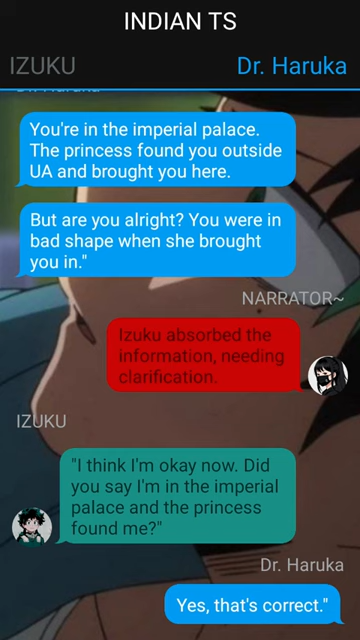 INDIAN TS
IZUKU
Dr. Haruka
Dr. Haruka
You're in the imperial palace.
The princess found you outside
UA and brought you here.
But are you alright? You were in
bad shape when she brought
you in."
NARRATOR~
Izuku absorbed the
information, needing
clarification.
IZUKU
"I think I'm okay now. Did
you say I'm in the imperial
palace and the princess
found me?"
Dr. Haruka
Yes, that's correct."